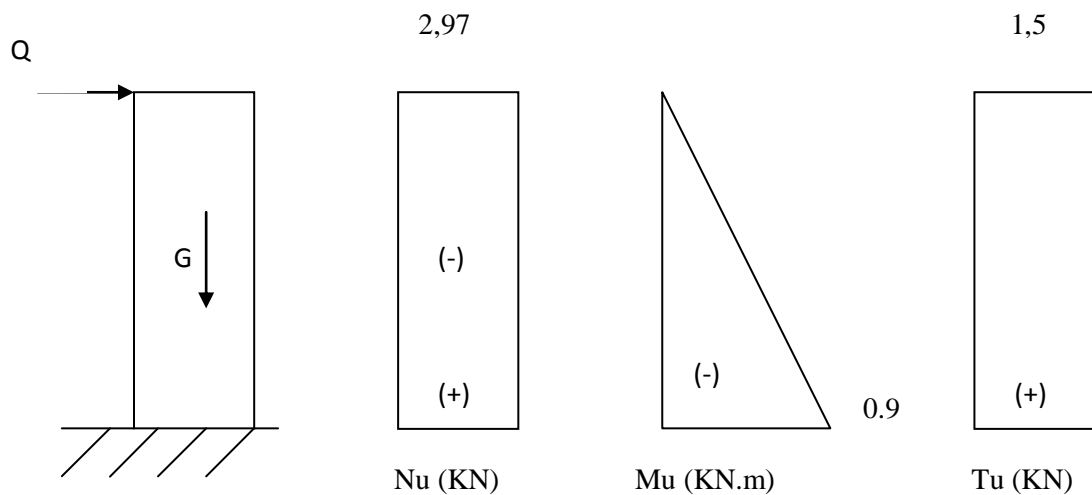 2,97
1,5
Q
G
(-)
(+)
(-)
0.9
(+)
Nu (KN)
Mu (KN.m)
Tu (KN)